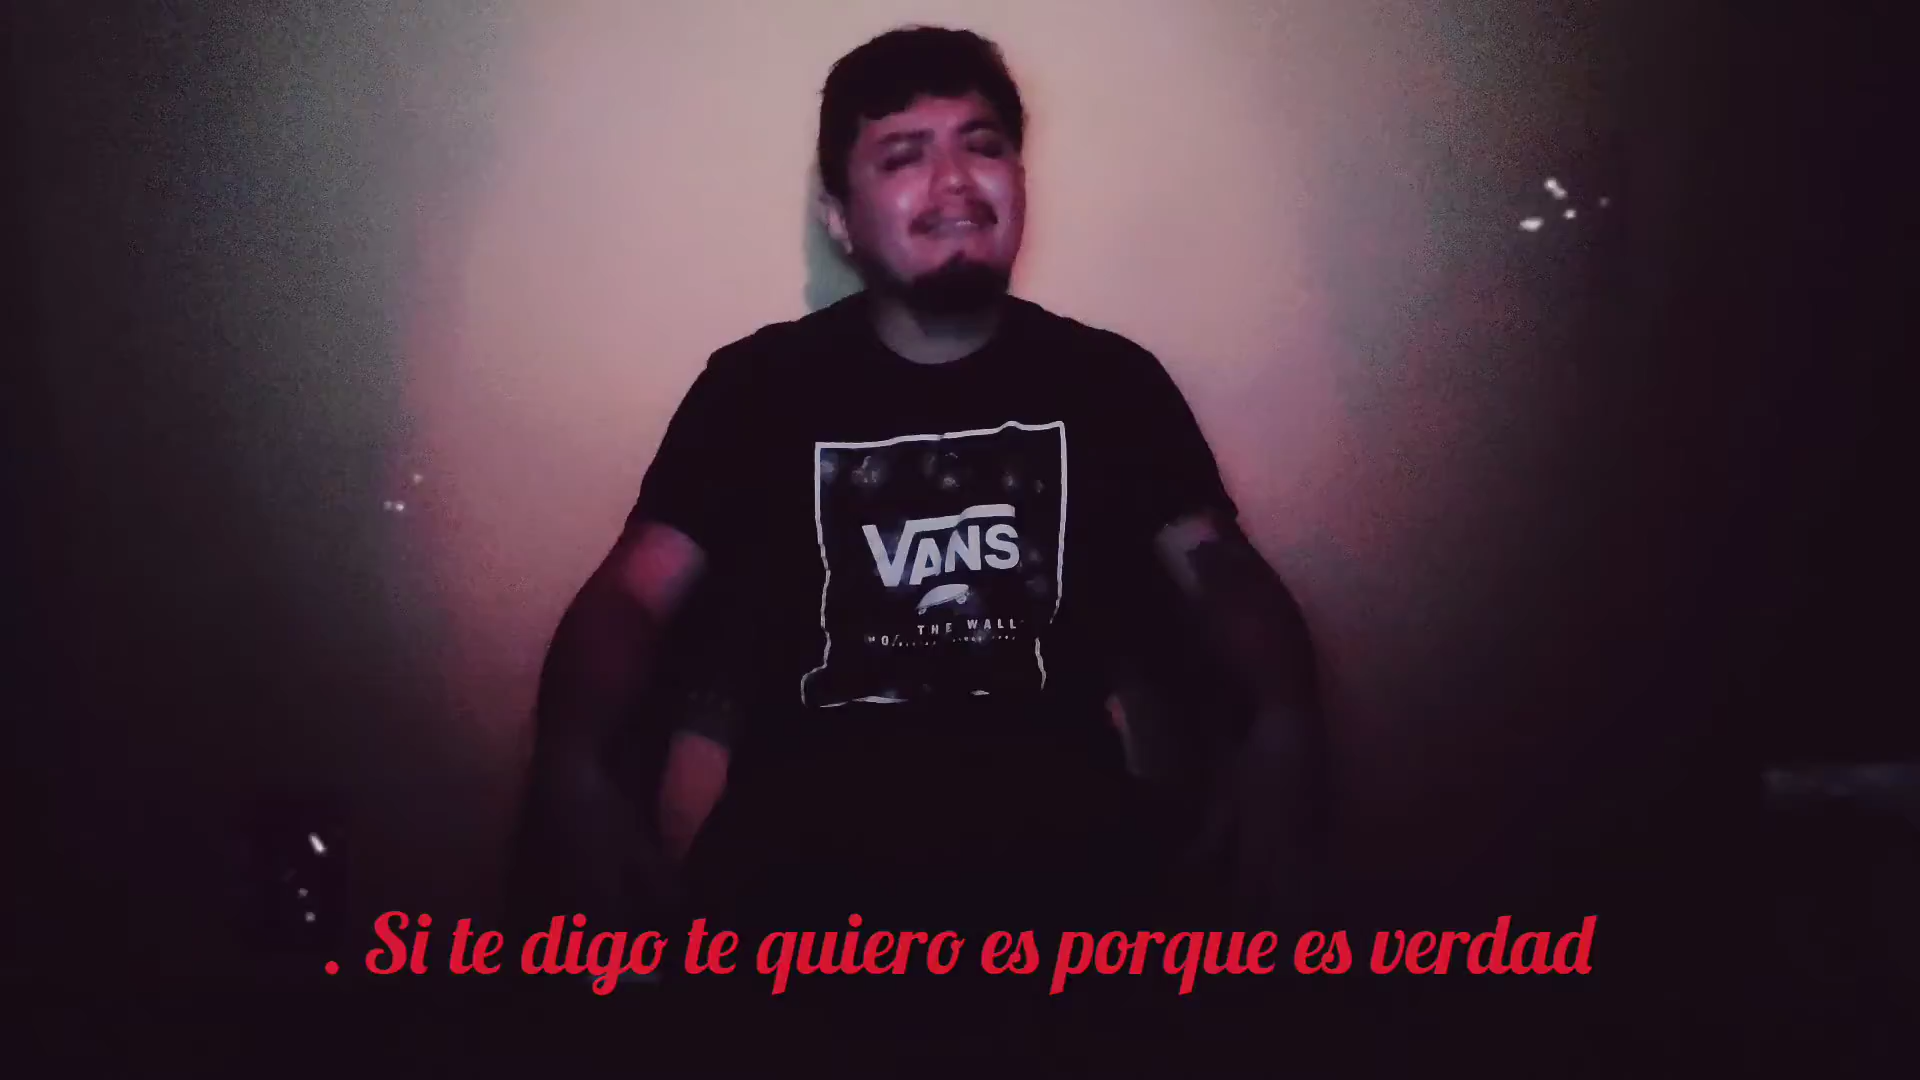 VANS
THE WALL
. Si te digo te quiero es porque es verdad